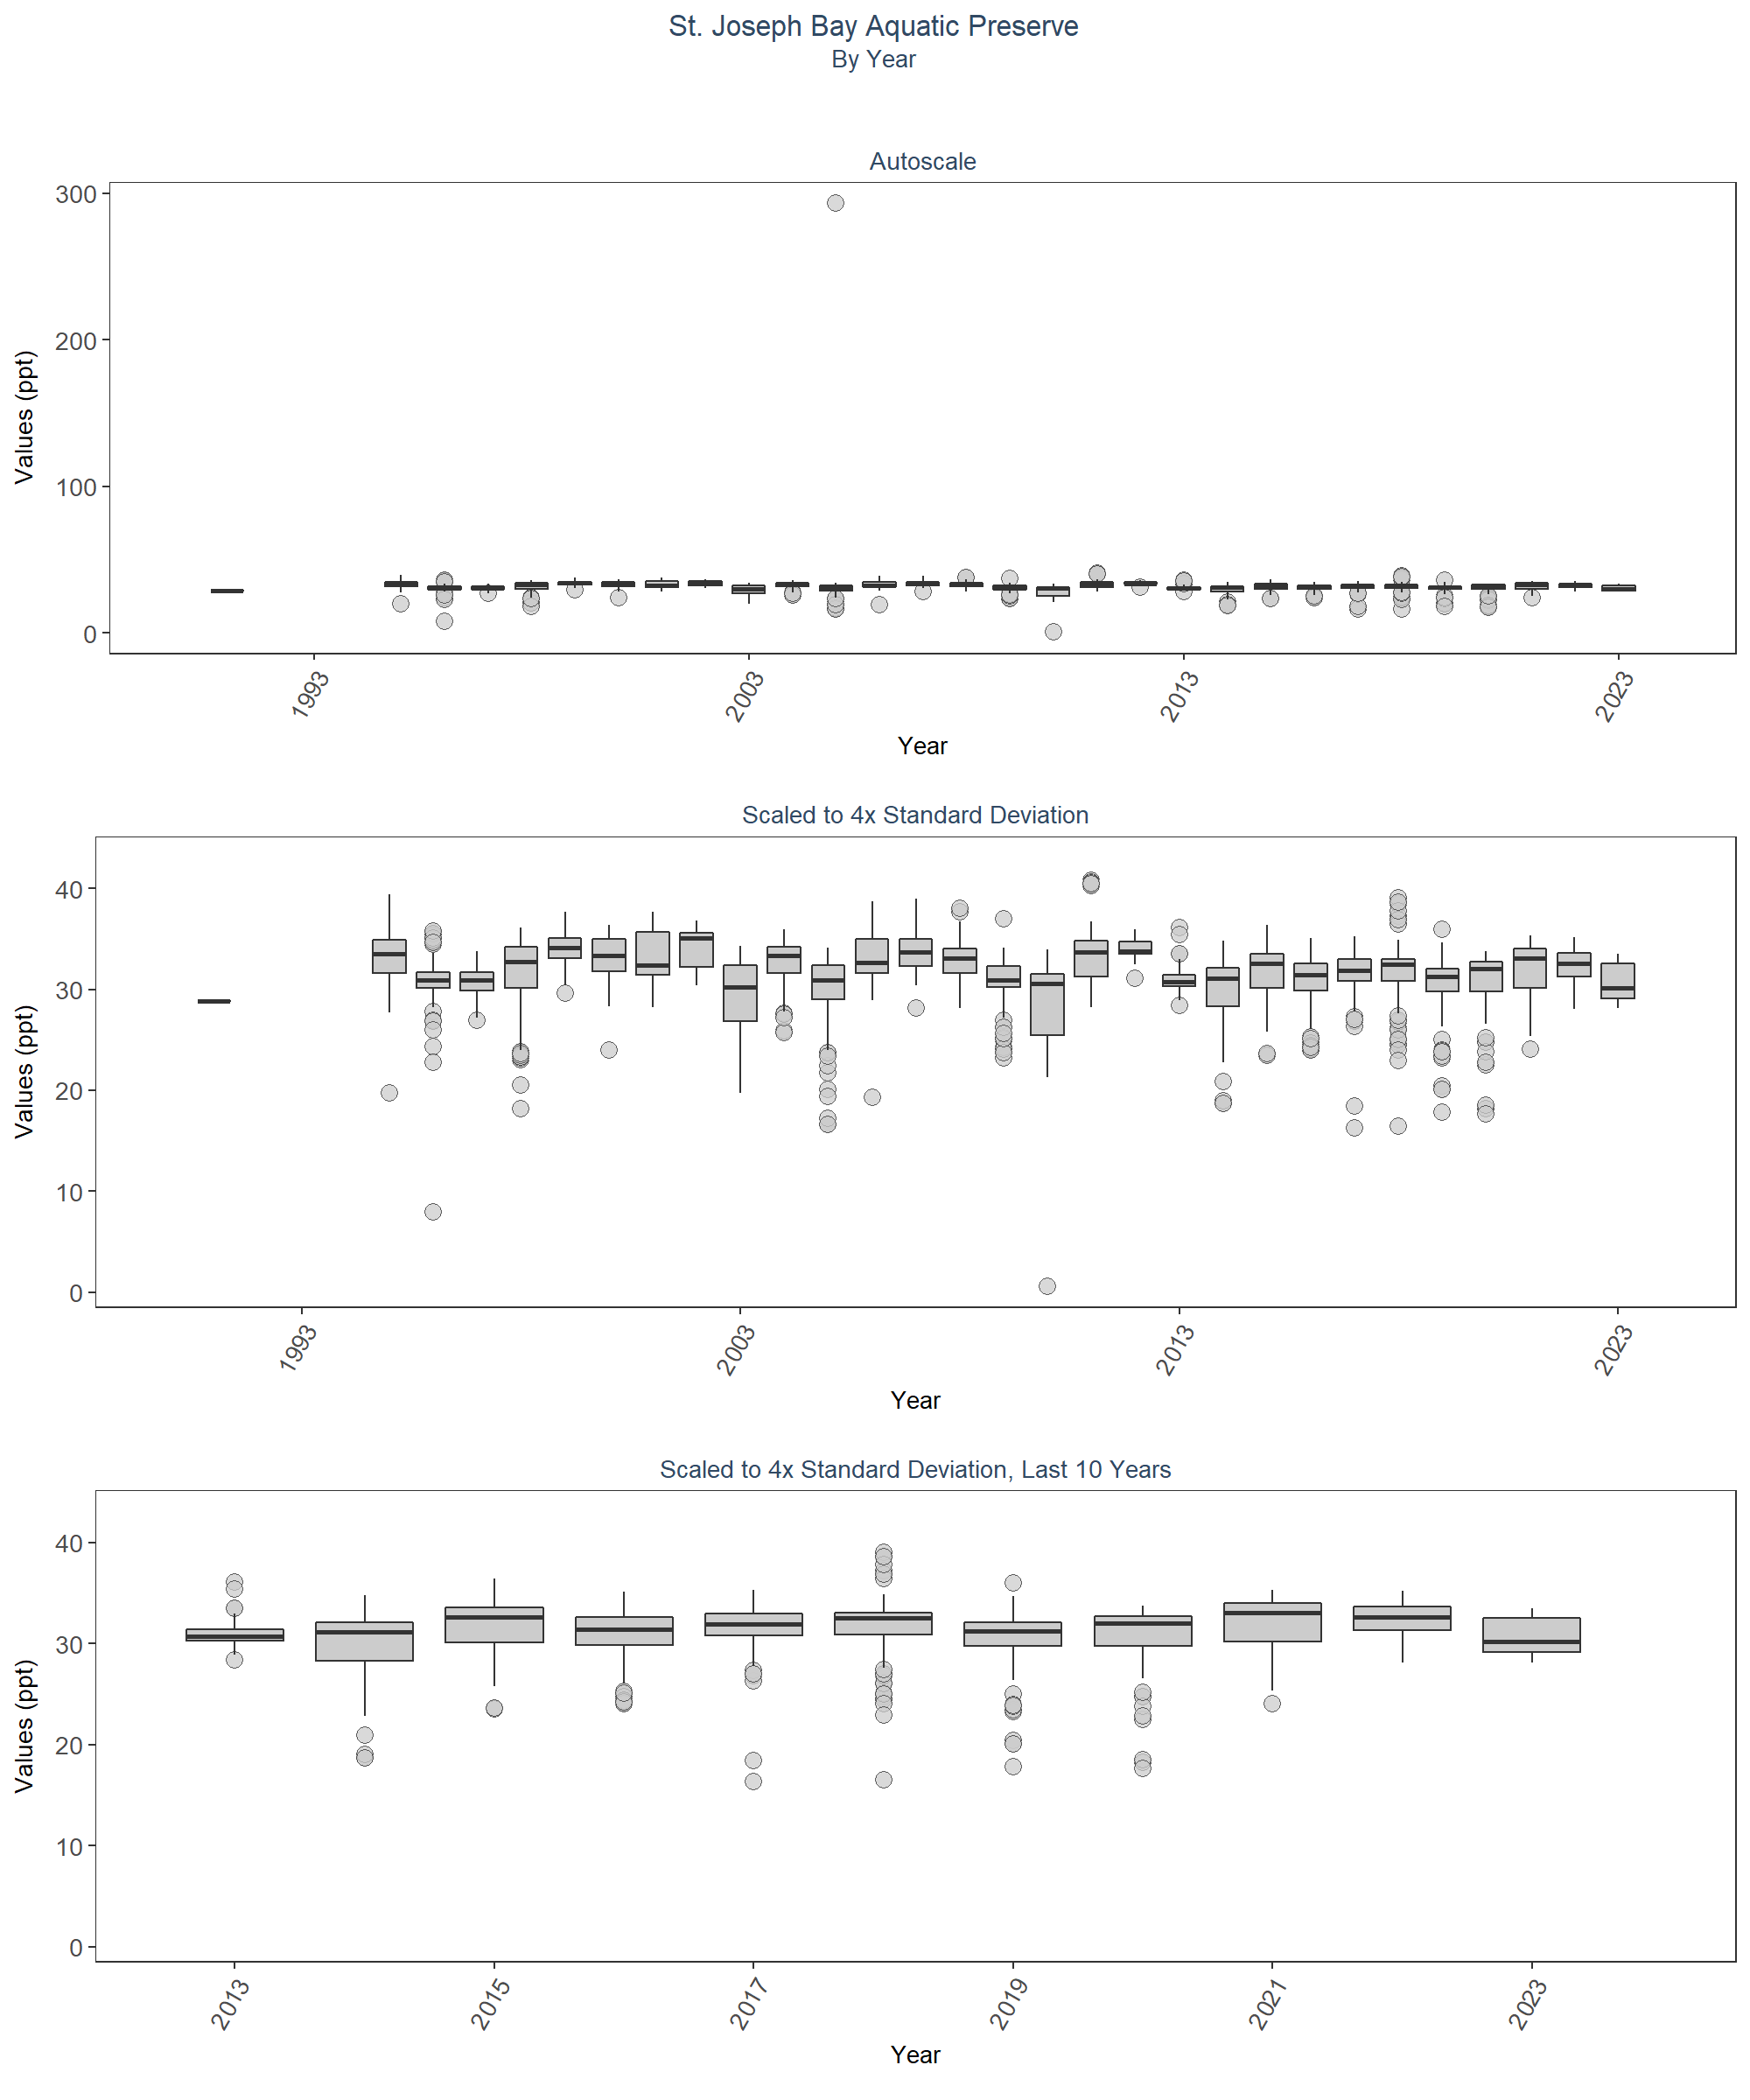 St. Joseph Bay Aquatic Preserve
By Year
Autoscale
300
200
100
0
Values (ppt)
1993
2003
2013
2023
Year
Scaled to 4x Standard Deviation
40
30
20
10
0
Values (ppt)
1993
2003
2013
2023
Year
Scaled to 4x Standard Deviation, Last 10 Years
40
30
20
10
0
Values (ppt)
2013
2015
2017
2019
2021
2023
Year